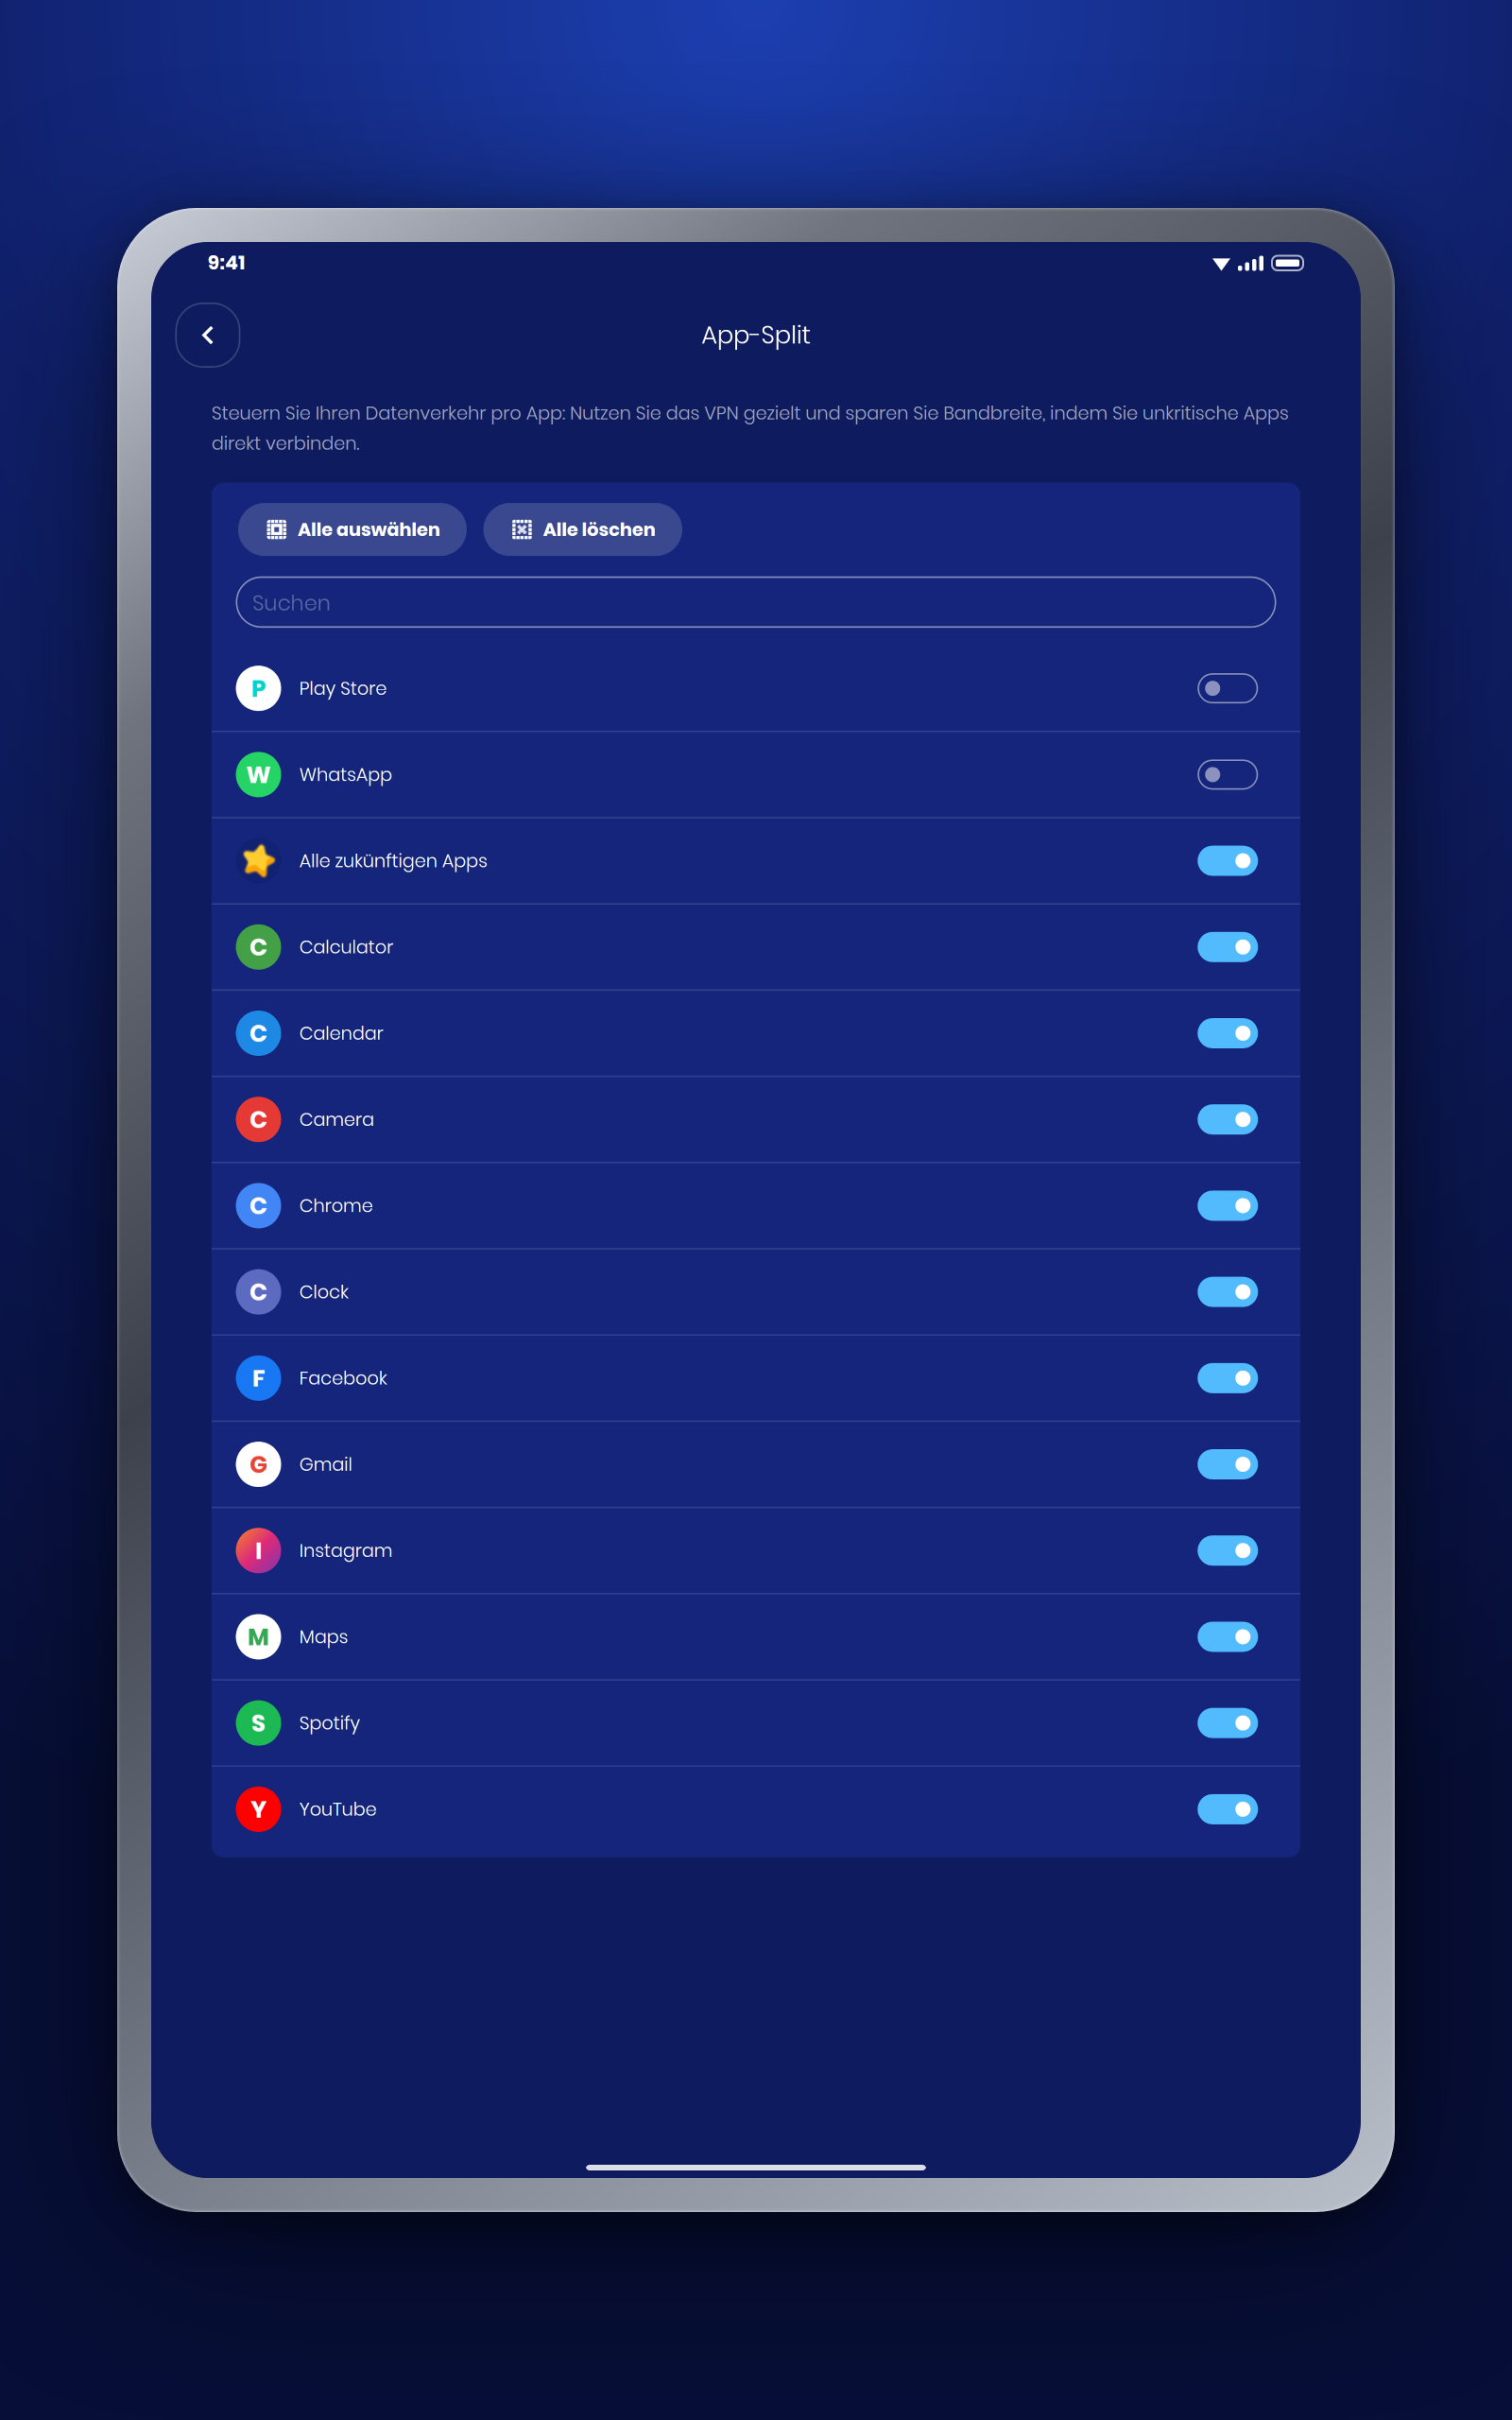 9:41
App-Split
Steuern Sie Ihren Datenverkehr pro App: Nutzen Sie das VPN gezielt und sparen Sie Bandbreite, indem Sie unkritische Apps
direkt verbinden.
Alle auswählen Alle löschen
Suchen
P Play Store
W WhatsApp
Alle zukünftigen Apps
C Calculator
C Calendar
C Camera
C Chrome
C Clock
F Facebook
G Gmail
I Instagram
M Maps
S Spotify
Y YouTube